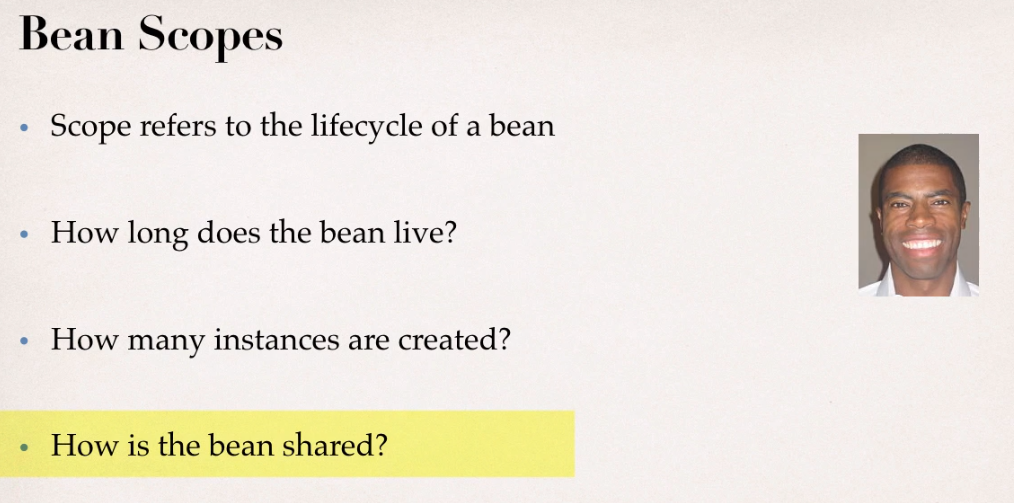 Bean Scopes
• Scope refers to the lifecycle of a bean
• How long does the bean live?
• How many instances are created?
• How is the bean shared?